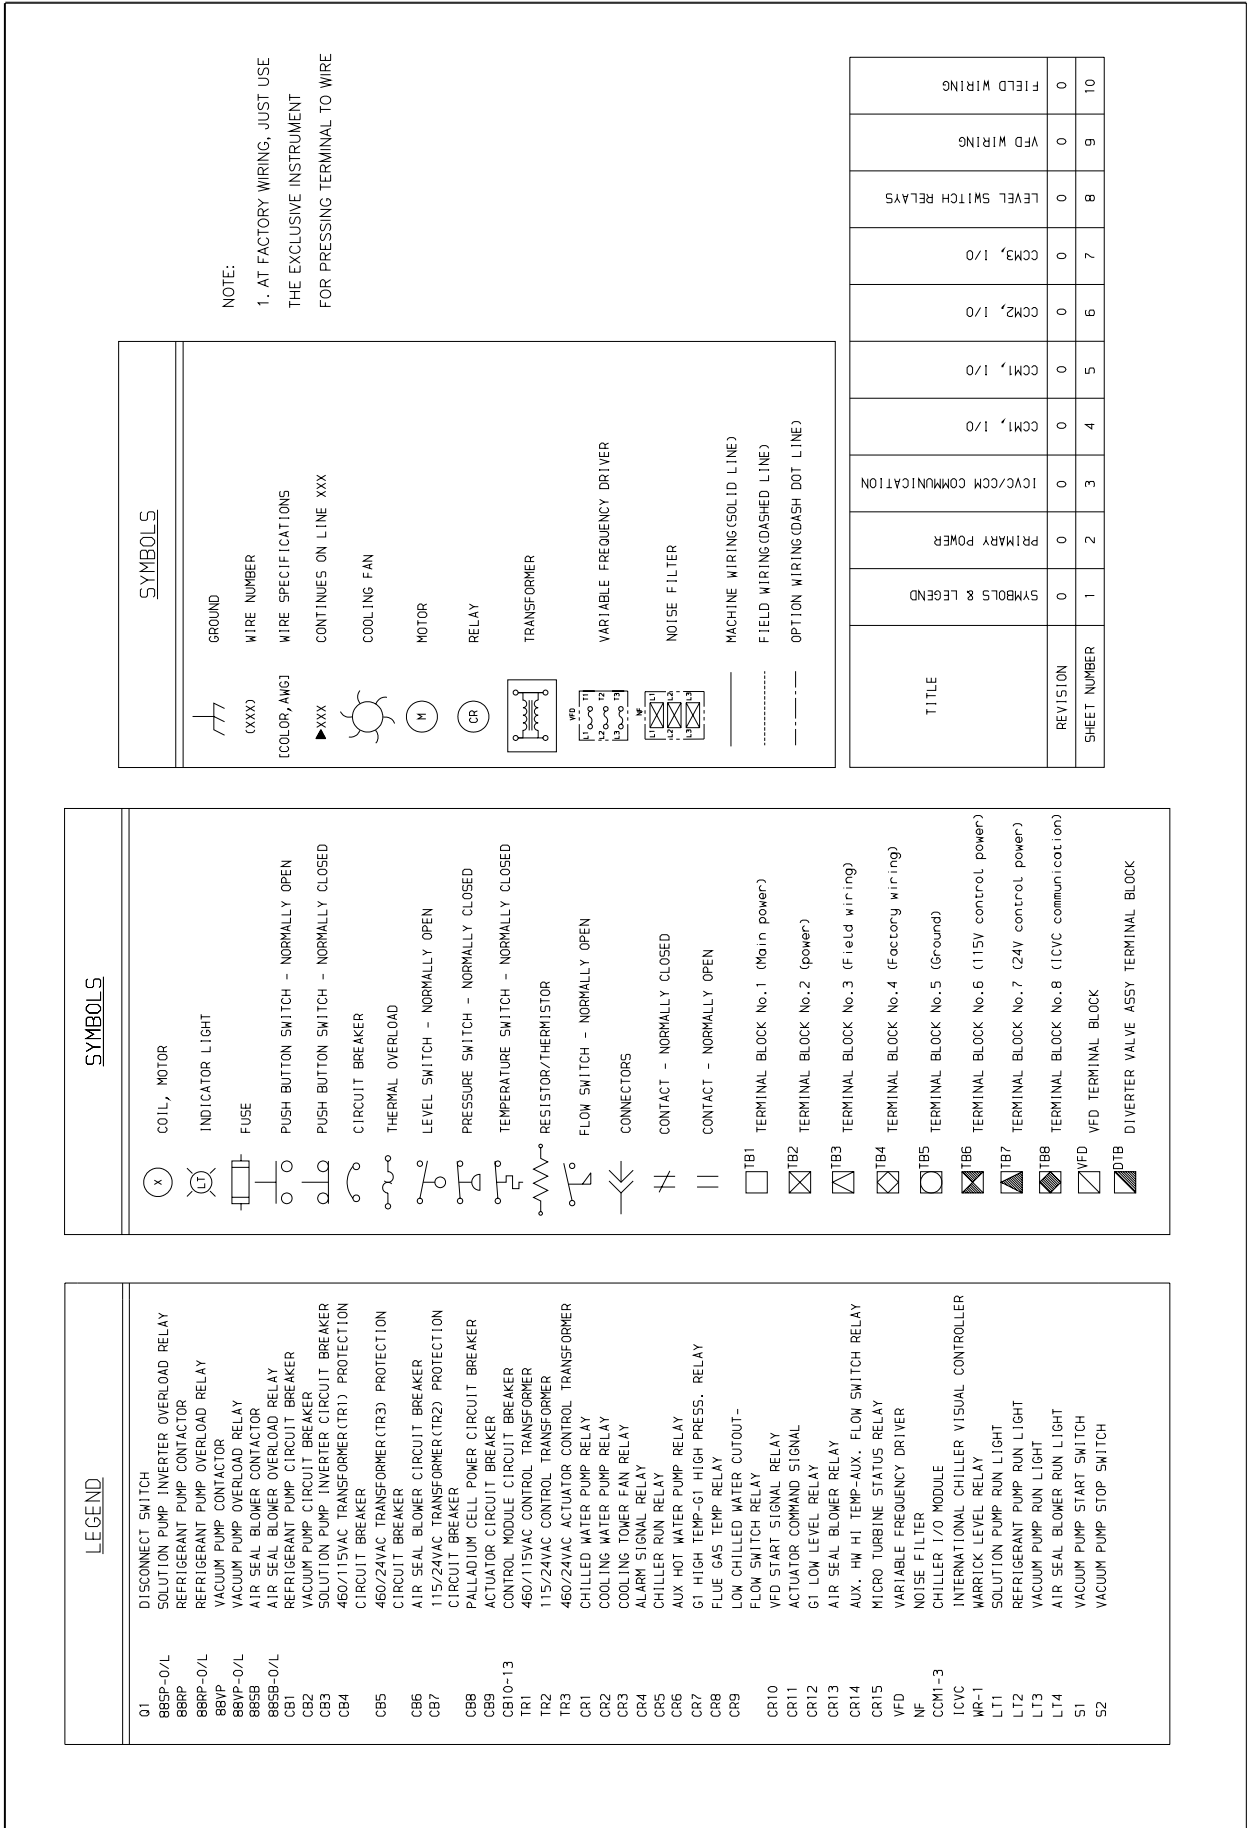 LEGEND
Q1 DISCONNECT SWITCH
88SP-O/L SOLUTION PUMP INVERTER OVERLOAD RELAY
88RP REFRIGERANT PUMP CONTACTOR
88RP-O/L REFRIGERANT PUMP OVERLOAD RELAY
88VP VACUUM PUMP CONTACTOR
88VP-O/L VACUUM PUMP OVERLOAD RELAY
88SB AIR SEAL BLOWER CONTACTOR
88SB-O/L AIR SEAL BLOWER OVERLOAD RELAY
CB1 REFRIGERANT PUMP CIRCUIT BREAKER
CB2 VACUUM PUMP CIRCUIT BREAKER
CB3 SOLUTION PUMP INVERTER CIRCUIT BREAKER
CB4 460/115VAC TRANSFORMER(TR1) PROTECTION
CIRCUIT BREAKER
CB5 460/24VAC TRANSFORMER(TR3) PROTECTION
CIRCUIT BREAKER
CB6 AIR SEAL BLOWER CIRCUIT BREAKER
CB7 115/24VAC TRANSFORMER(TR2) PROTECTION
CIRCUIT BREAKER
CB8 PALLADIUM CELL POWER CIRCUIT BREAKER
CB9 ACTUATOR CIRCUIT BREAKER
CB10-13 CONTROL MODULE CIRCUIT BREAKER
TR1 460/115VAC CONTROL TRANSFORMER
TR2 115/24VAC CONTROL TRANSFORMER
TR3 460/24VAC ACTUATOR CONTROL TRANSFORMER
CR1 CHILLED WATER PUMP RELAY
CR2 COOLING WATER PUMP RELAY
CR3 COOLING TOWER FAN RELAY
CR4 ALARM SIGNAL RELAY
CR5 CHILLER RUN RELAY
CR6 AUX HOT WATER PUMP RELAY
CR7 G1 HIGH TEMP-G1 HIGH PRESS. RELAY
CR8 FLUE GAS TEMP RELAY
CR9 LOW CHILLED WATER CUTOUT-
FLOW SWITCH RELAY
CR10 VFD START SIGNAL RELAY
CR11 ACTUATOR COMMAND SIGNAL
CR12 G1 LOW LEVEL RELAY
CR13 AIR SEAL BLOWER RELAY
CR14 AUX. HW HI TEMP-AUX. FLOW SWITCH RELAY
CR15 MICRO TURBINE STATUS RELAY
VFD VARIABLE FREQUENCY DRIVER
NF NOISE FILTER
CCM1-3 CHILLER I/O MODULE
ICVC INTERNATIONAL CHILLER VISUAL CONTROLLER
WR-1 WARRICK LEVEL RELAY
LT1 SOLUTION PUMP RUN LIGHT
LT2 REFRIGERANT PUMP RUN LIGHT
LT3 VACUUM PUMP RUN LIGHT
LT4 AIR SEAL BLOWER RUN LIGHT
S1 VACUUM PUMP START SWITCH
S2 VACUUM PUMP STOP SWITCH
SYMBOLS
X COIL, MOTOR
LT INDICATOR LIGHT
FUSE
PUSH BUTTON SWITCH - NORMALLY OPEN
PUSH BUTTON SWITCH - NORMALLY CLOSED
CIRCUIT BREAKER
THERMAL OVERLOAD
LEVEL SWITCH - NORMALLY OPEN
PRESSURE SWITCH - NORMALLY CLOSED
TEMPERATURE SWITCH - NORMALLY CLOSED
RESISTOR/THERMISTOR
FLOW SWITCH - NORMALLY OPEN
CONNECTORS
CONTACT - NORMALLY CLOSED
CONTACT - NORMALLY OPEN
TB1 TERMINAL BLOCK No.1 (Main power)
TB2 TERMINAL BLOCK No.2 (power)
TB3 TERMINAL BLOCK No.3 (Field wiring)
TB4 TERMINAL BLOCK No.4 (Factory wiring)
TB5 TERMINAL BLOCK No.5 (Ground)
TB6 TERMINAL BLOCK No.6 (115V control power)
TB7 TERMINAL BLOCK No.7 (24V control power)
TB8 TERMINAL BLOCK No.8 (ICVC communication)
VFD VFD TERMINAL BLOCK
DTB DIVERTER VALVE ASSY TERMINAL BLOCK
SYMBOLS
GROUND
(XXX) WIRE NUMBER
[COLOR,AWG] WIRE SPECIFICATIONS
▶XXX CONTINUES ON LINE XXX
COOLING FAN
M MOTOR
CR RELAY
TRANSFORMER
VFD
L1 T1
L2 T2
L3 T3
VARIABLE FREQUENCY DRIVER
NF
L1 L1
L2 L2
L3 L3
NOISE FILTER
MACHINE WIRING(SOLID LINE)
FIELD WIRING(DASHED LINE)
OPTION WIRING(DASH DOT LINE)
NOTE:
1. AT FACTORY WIRING, JUST USE
THE EXCLUSIVE INSTRUMENT
FOR PRESSING TERMINAL TO WIRE
TITLE SYMBOLS & LEGEND PRIMARY POWER ICVC/CCM COMMUNICATION CCM1, I/O CCM1, I/O CCM2, I/O CCM3, I/O LEVEL SWITCH RELAYS VFD WIRING FIELD WIRING
REVISION 0 0 0 0 0 0 0 0 0 0
SHEET NUMBER 1 2 3 4 5 6 7 8 9 10